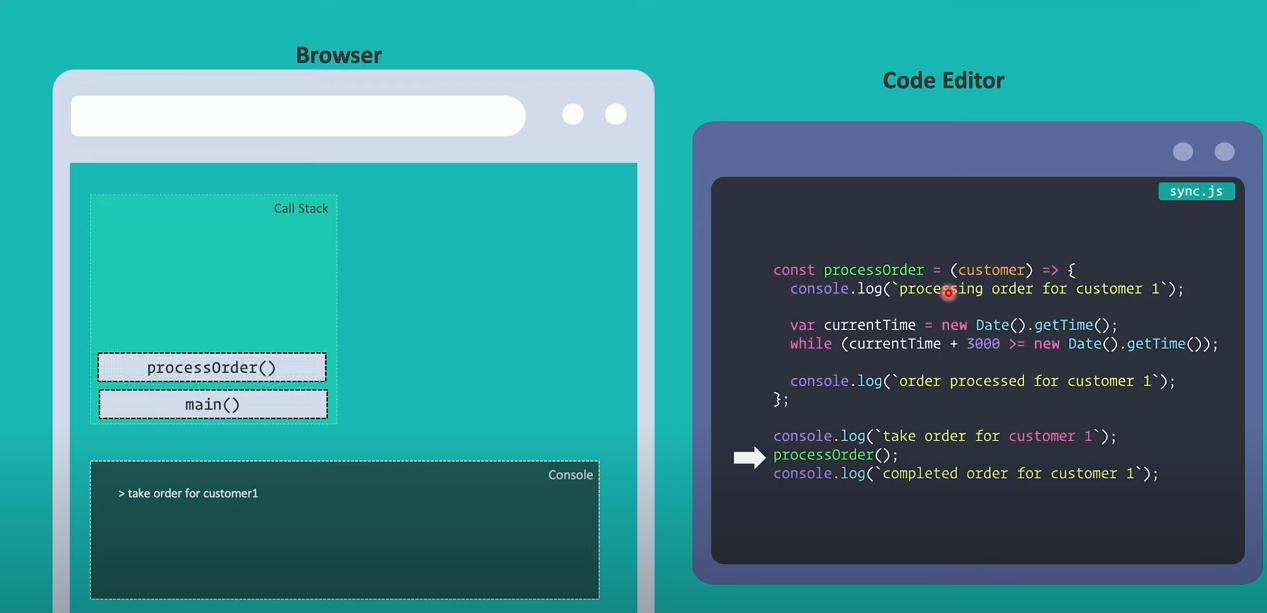 Browser
Call Stack
processOrder()
main()
Console
> take order for customer1
Code Editor
sync.js
const processOrder = (customer) => {
console.log(`processing order for customer 1`);
var currentTime = new Date().getTime();
while (currentTime + 3000 >= new Date().getTime());
console.log(`order processed for customer 1`);
};
console.log(`take order for customer 1`);
processOrder();
console.log(`completed order for customer 1`);